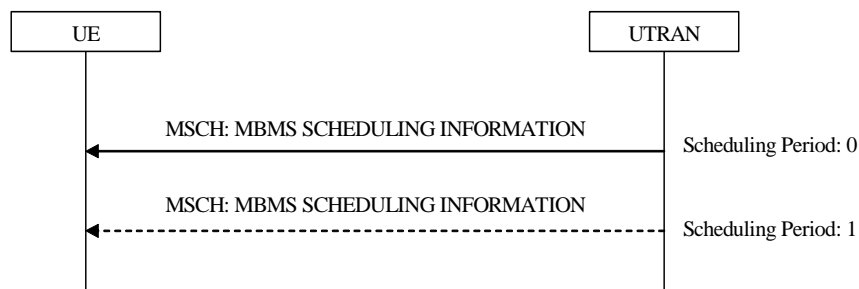 UE
UTRAN
MSCH: MBMS SCHEDULING INFORMATION
Scheduling Period: 0
MSCH: MBMS SCHEDULING INFORMATION
Scheduling Period: 1